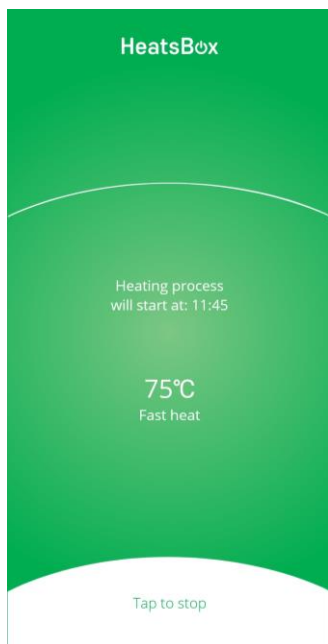 HeatsBox
Heating process
will start at: 11:45
75℃
Fast heat
Tap to stop